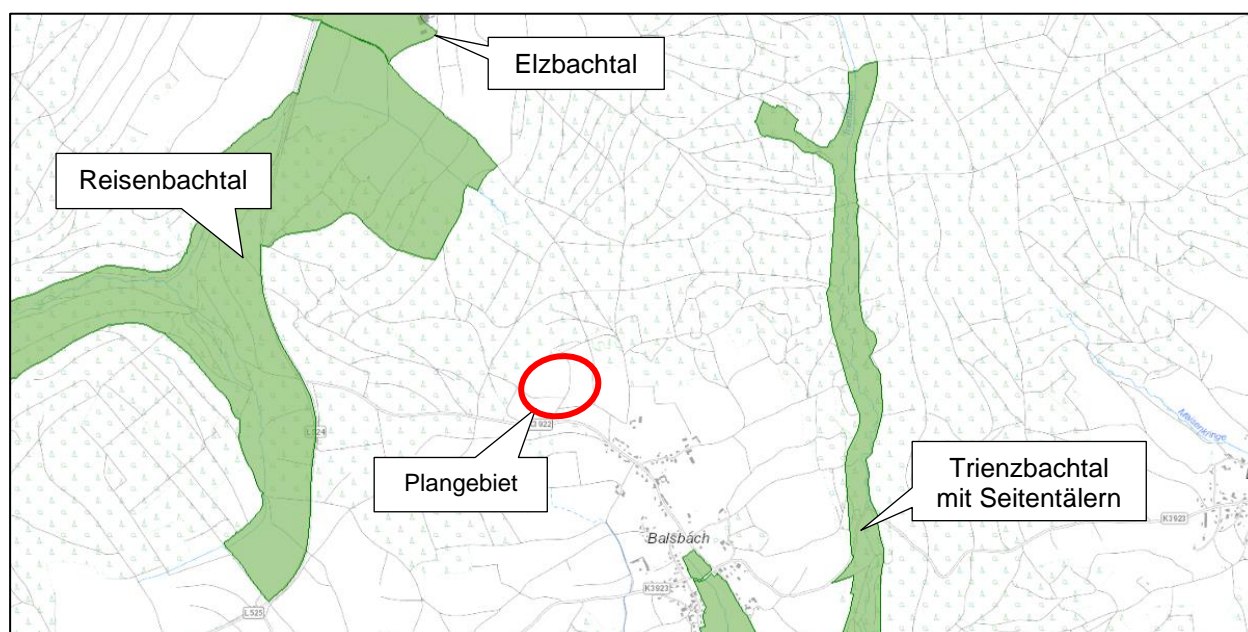 Elzbachtal
Reisenbachtal
L524
K3922
Plangebiet
Trienzbachtal
mit Seitentälern
Balsbach
K3923
K3923
L525